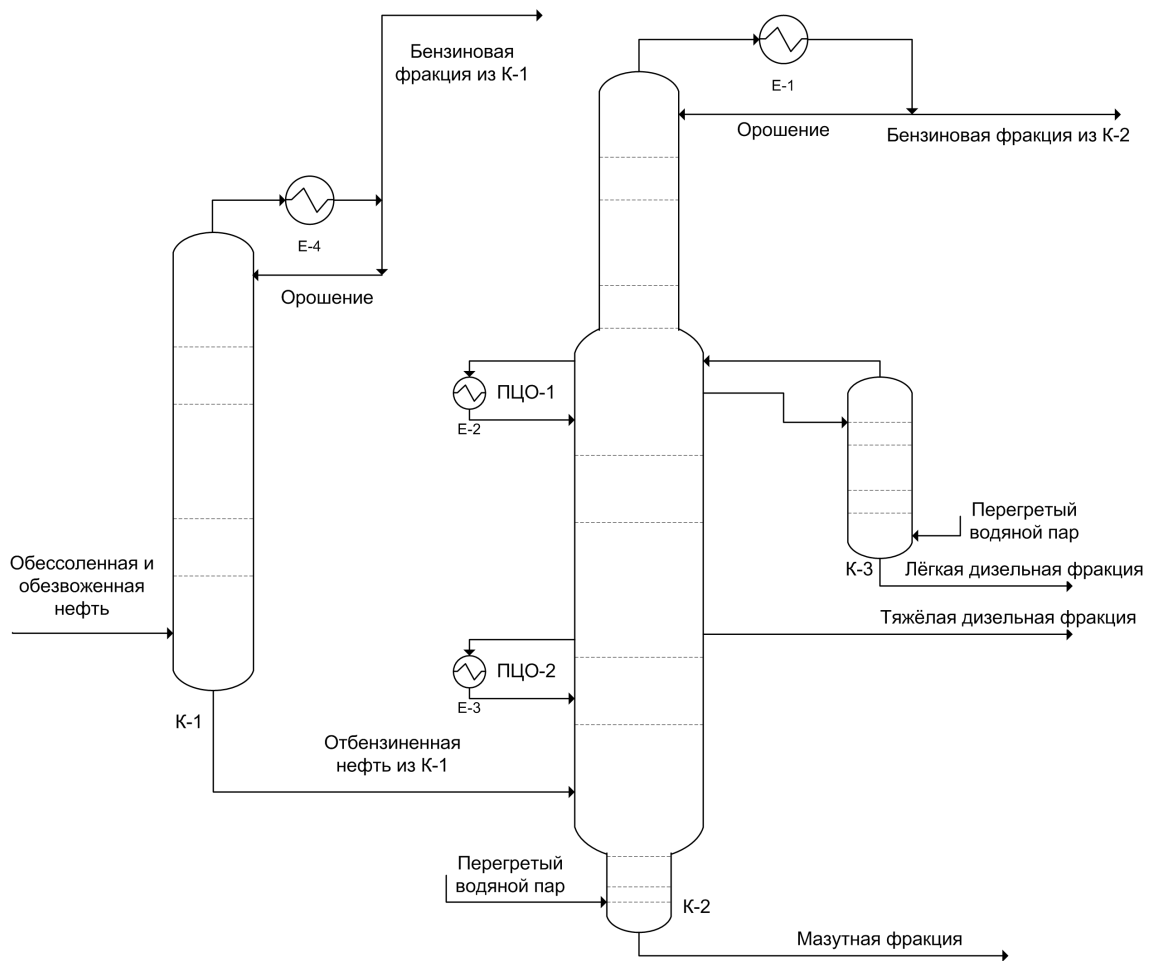 Бензиновая
фракция из К-1
Е-1
Орошение
Бензиновая фракция из К-2
Е-4
Орошение
ПЦО-1
Е-2
Перегретый
водяной пар
Обессоленная и
обезвоженная
нефть
К-3
Лёгкая дизельная фракция
Тяжёлая дизельная фракция
ПЦО-2
Е-3
К-1
Отбензиненная
нефть из К-1
Перегретый
водяной пар
К-2
Мазутная фракция